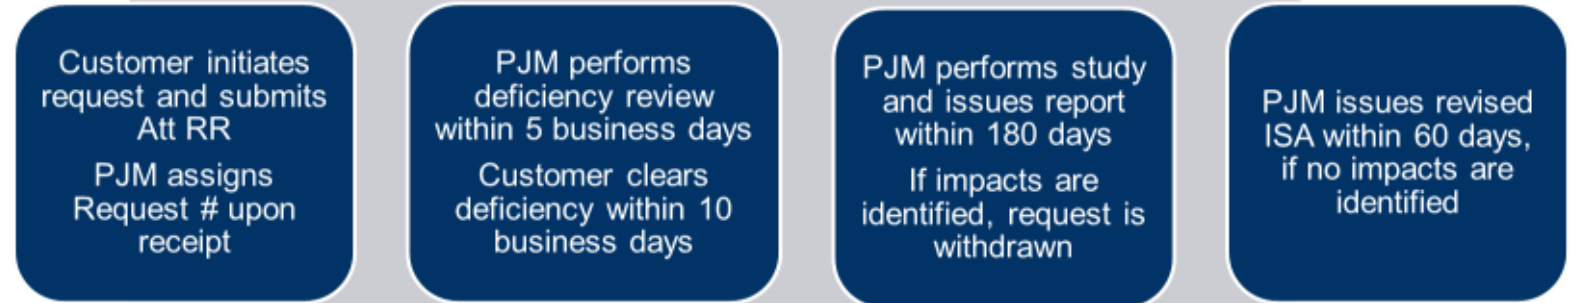 Customer initiates
request and submits
Att RR
PJM assigns
Request # upon
receipt
PJM performs
deficiency review
within 5 business days
Customer clears
deficiency within 10
business days
PJM performs study
and issues report
within 180 days
If impacts are
identified, request is
withdrawn
PJM issues revised
ISA within 60 days,
if no impacts are
identified